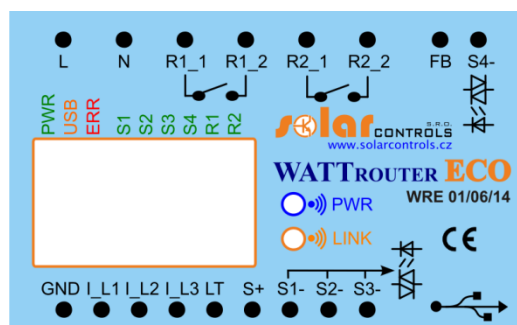 L N R1_1 R1_2 R2_1 R2_2 FB S4-
PWR
USB
ERR
S1
S2
S3
S4
R1
R2
solar
CONTROLS
S.R.O.
www.solarcontrols.cz
WATTROUTER ECO
WRE 01/06/14
PWR
LINK
CE
GND I_L1 I_L2 I_L3 LT S+ S1- S2- S3-